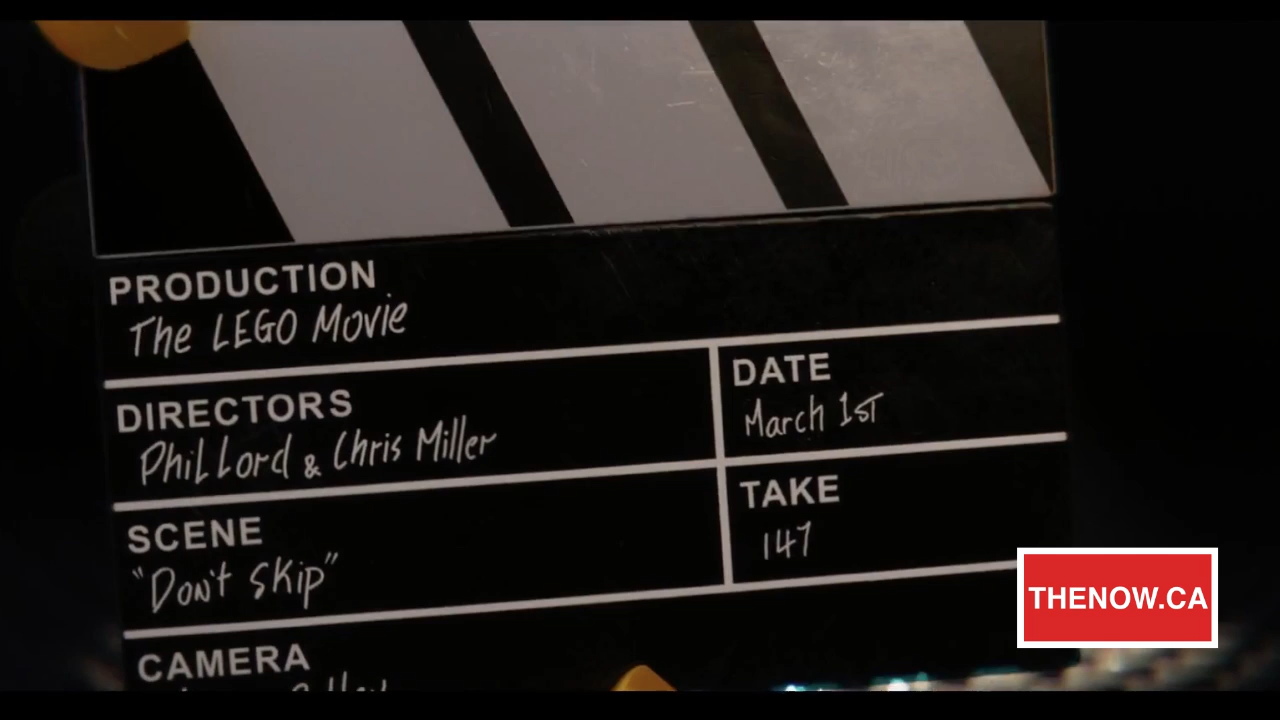 PRODUCTION
The LEGO Movie
DIRECTORS
Phil Lord & Chris Miller
DATE
March 1st
SCENE
"Don't Skip"
TAKE
147
CAMERA
THENOW.CA